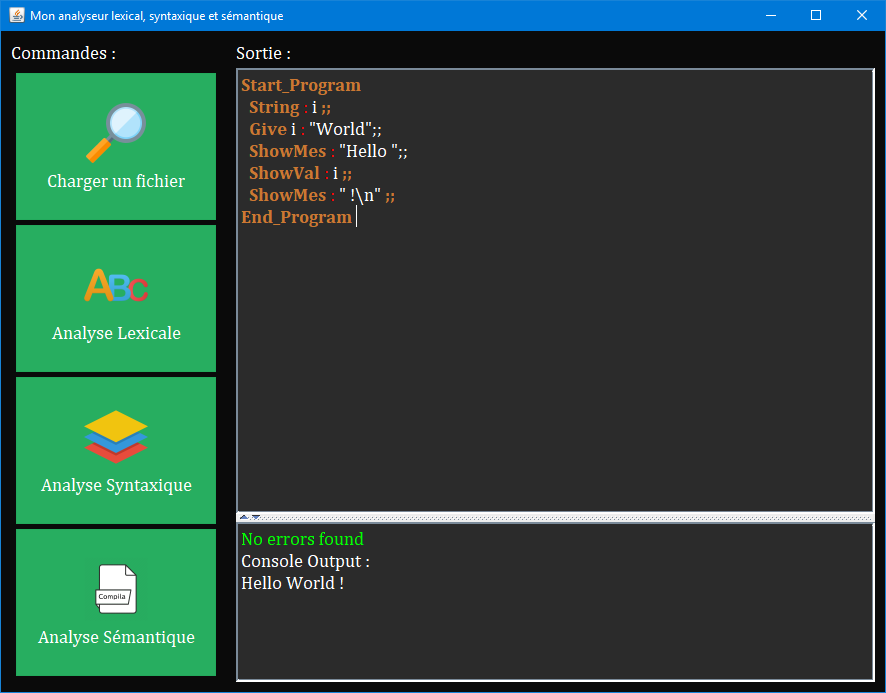 Mon analyseur lexical, syntaxique et sémantique
Commandes :
Charger un fichier
ABC
Analyse Lexicale
Analyse Syntaxique
Compila
Analyse Sémantique
Sortie :
Start_Program
String : i ;;
Give i : "World";;
ShowMes : "Hello ";;
ShowVal : i ;;
ShowMes : " !\n" ;;
End_Program
No errors found
Console Output :
Hello World !